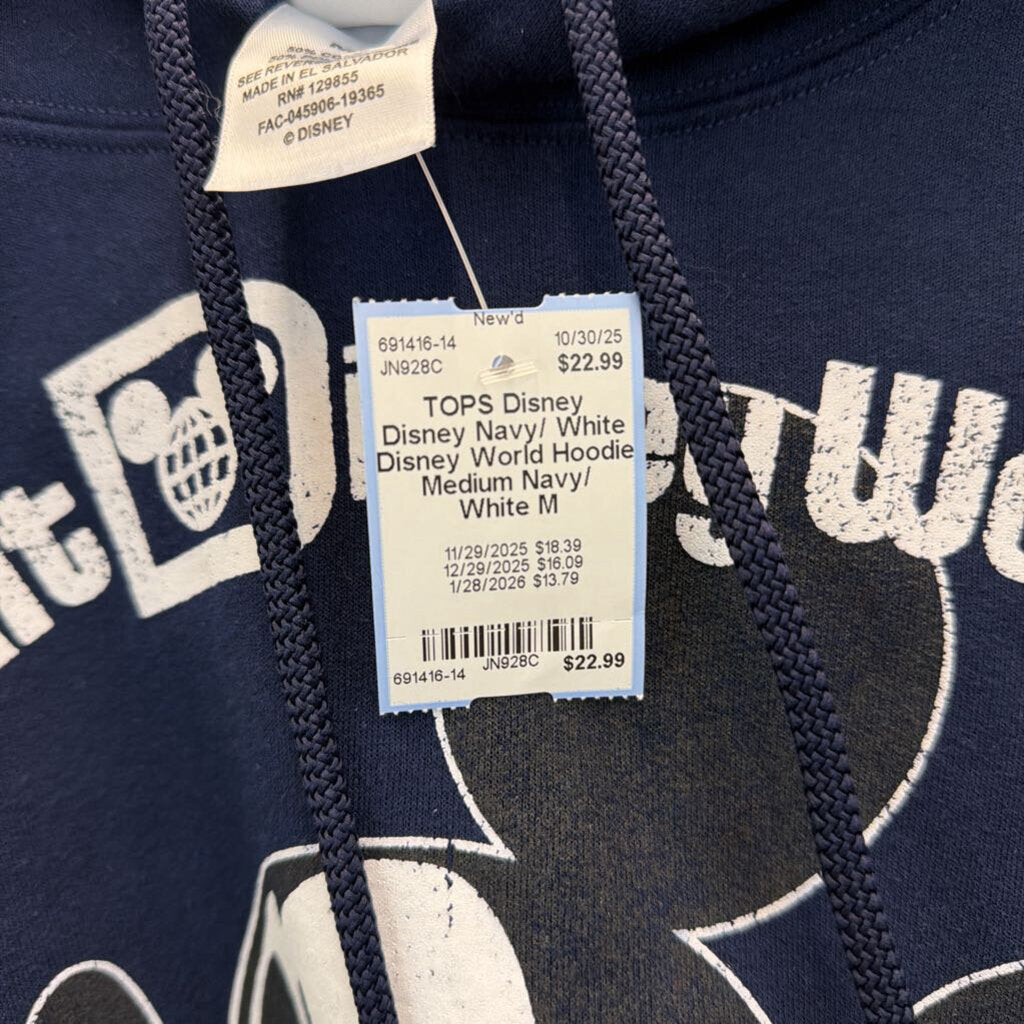 50% CO
SEE REVER
MADE IN EL SALVADOR
RN# 129855
FAC-045906-19365
© DISNEY
New'd
691416-14 10/30/25
JN928C $22.99
TOPS Disney
Disney Navy/ White
Disney World Hoodie
Medium Navy/
White M
11/29/2025 $18.39
12/29/2025 $16.09
1/28/2026 $13.79
691416-14 JN928C $22.99